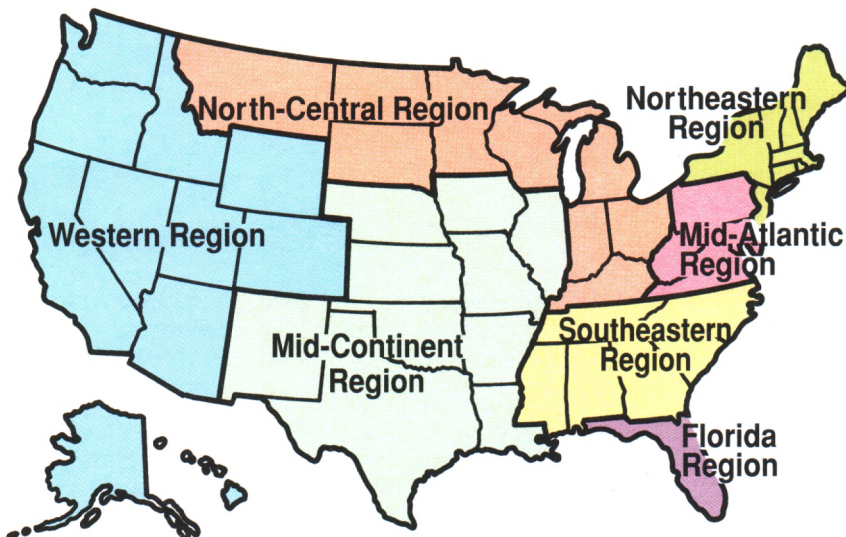 North-Central Region
Northeastern
Region
Western Region
Mid-Atlantic
Region
Mid-Continent
Region
Southeastern
Region
Florida
Region